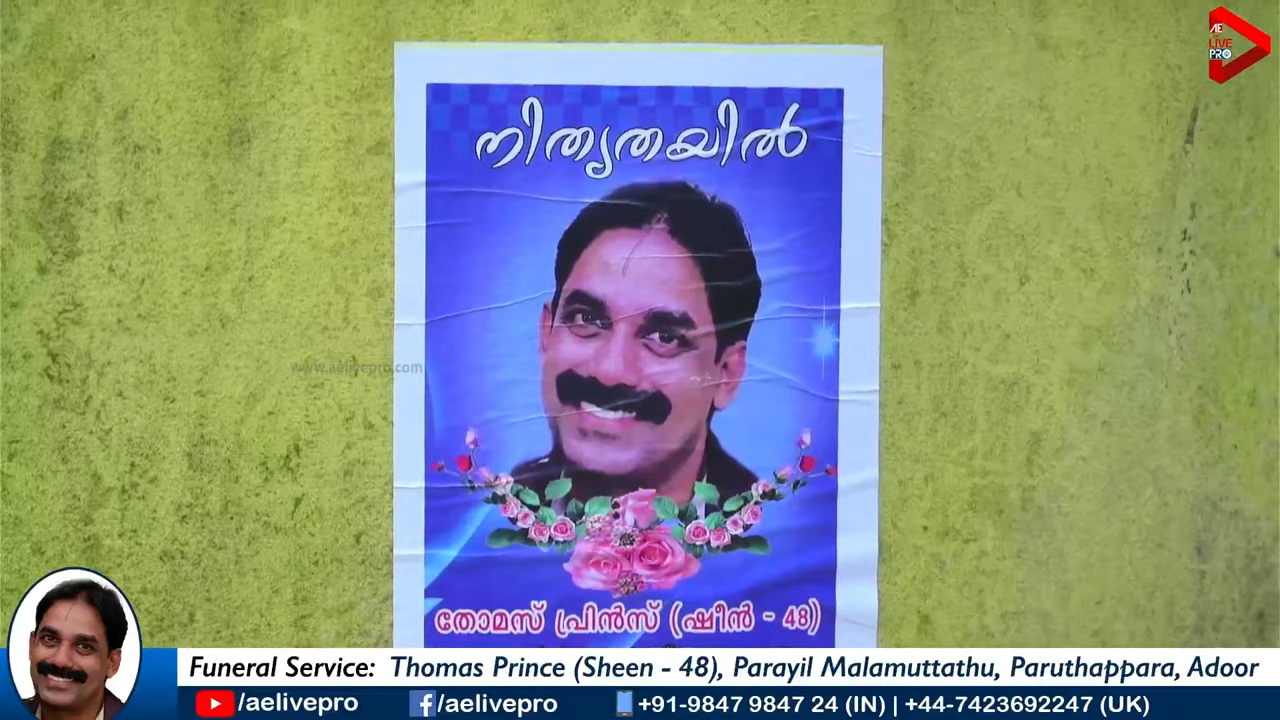 AE
LIVE
PRO
നിത്യതയിൽ
www.aelivepro.com
തോമസ് പ്രിൻസ് (ഷീൻ - 48)
Funeral Service: Thomas Prince (Sheen - 48), Parayil Malamuttathu, Paruthappara, Adoor
/aelivepro
/aelivepro
+91-9847 9847 24 (IN) | +44-7423692247 (UK)